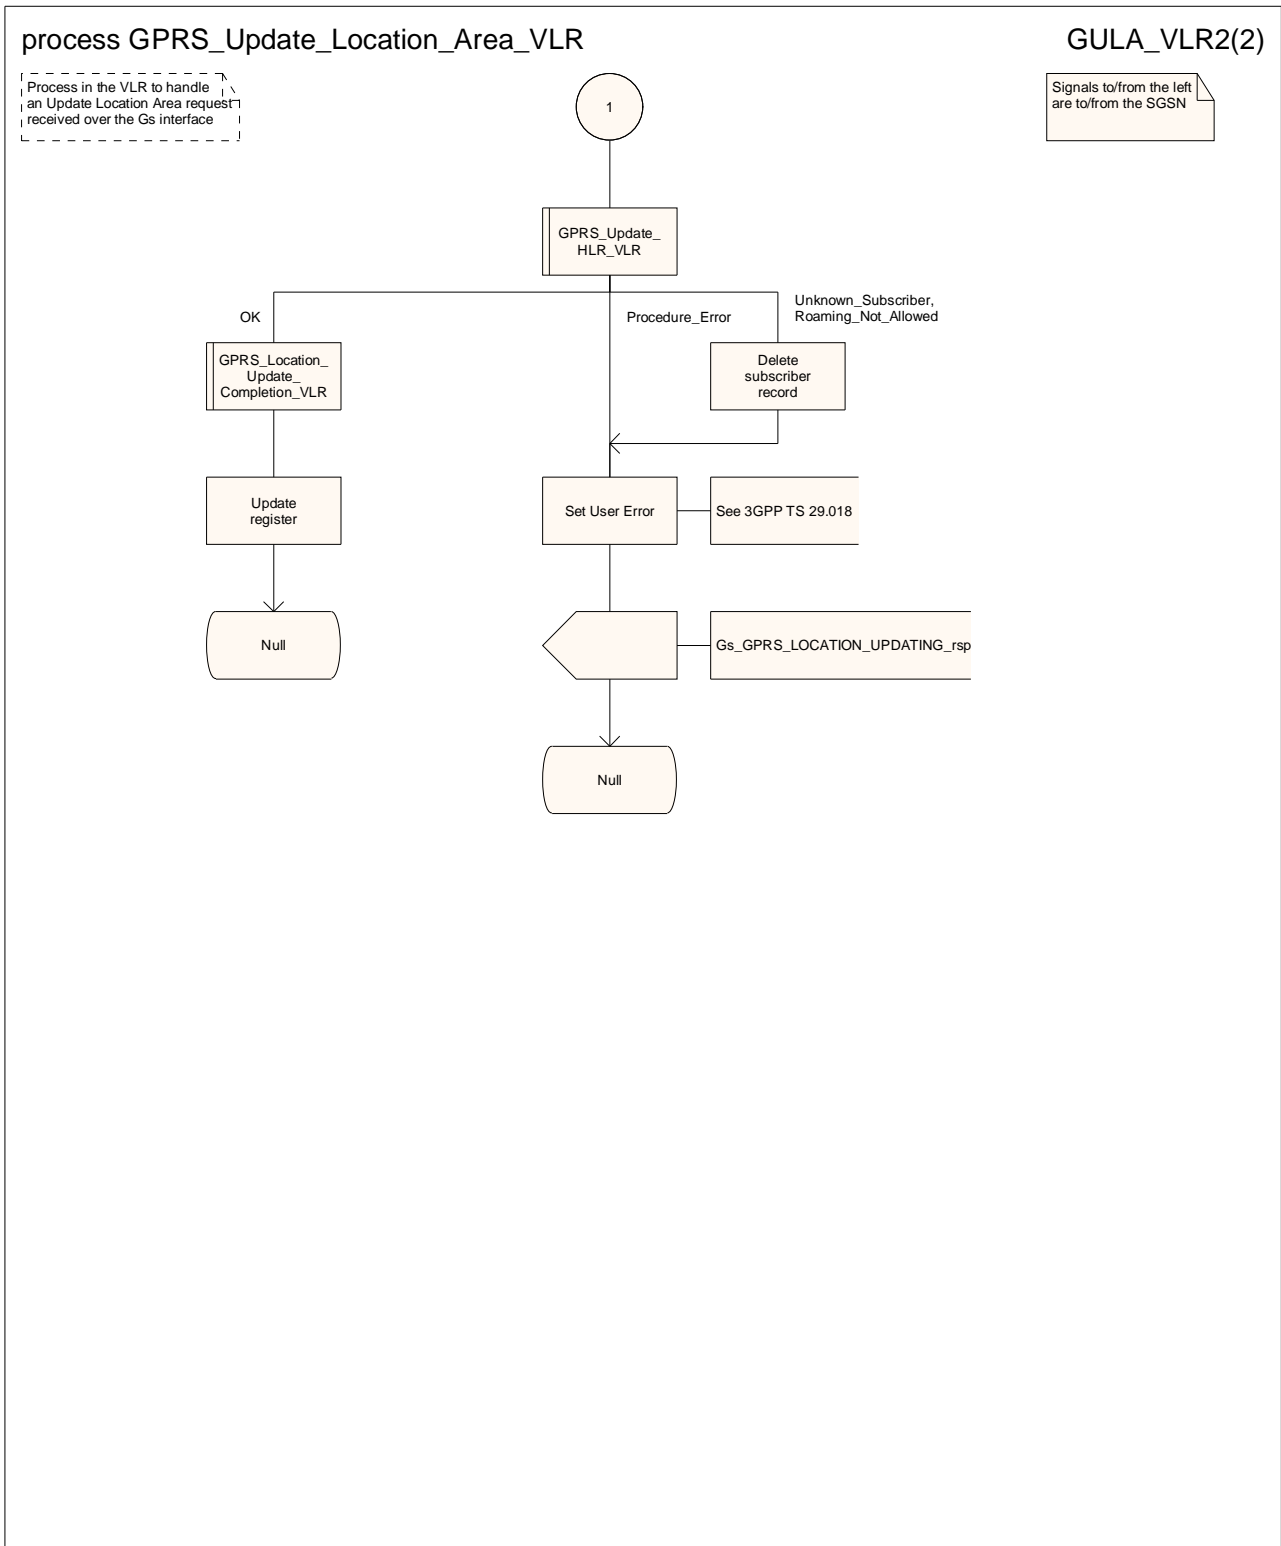 process GPRS_Update_Location_Area_VLR
GULA_VLR2(2)
Process in the VLR to handle
an Update Location Area request
received over the Gs interface
1
Signals to/from the left
are to/from the SGSN
GPRS_Update_
HLR_VLR
OK
Procedure_Error
Unknown_Subscriber,
Roaming_Not_Allowed
GPRS_Location_
Update_
Completion_VLR
Delete
subscriber
record
Update
register
Set User Error
See 3GPP TS 29.018
Null
Gs_GPRS_LOCATION_UPDATING_rsp
Null